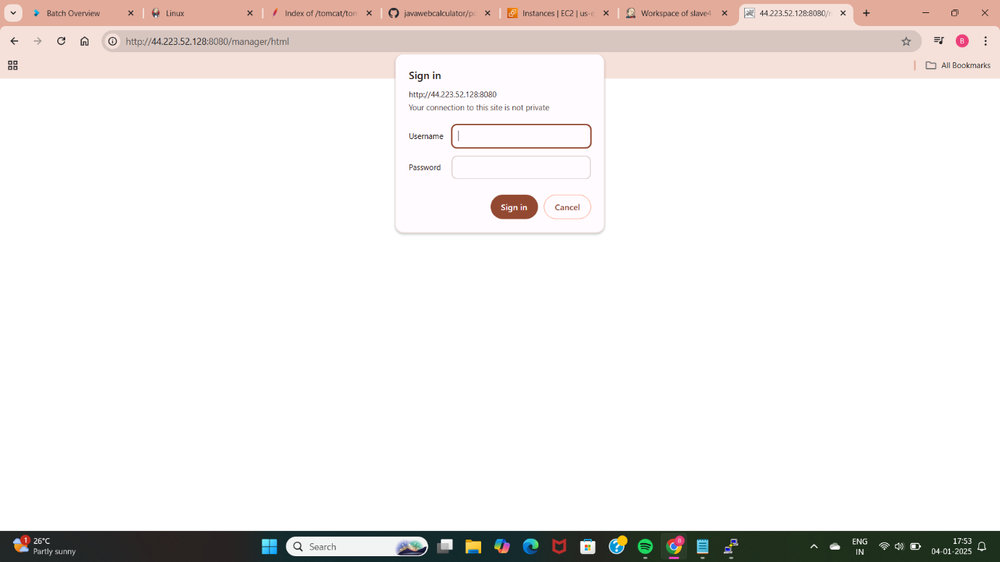 Batch Overview
Linux
Index of /tomcat/tom
javawebcalculator/po
Instances | EC2 | us-e
Workspace of slave4
44.223.52.128:8080/m
http://44.223.52.128:8080/manager/html
B
All Bookmarks
Sign in
http://44.223.52.128:8080
Your connection to this site is not private
Username
Password
Sign in
Cancel
1
26°C
Partly sunny
Search
B
ENG
IN
17:53
04-01-2025